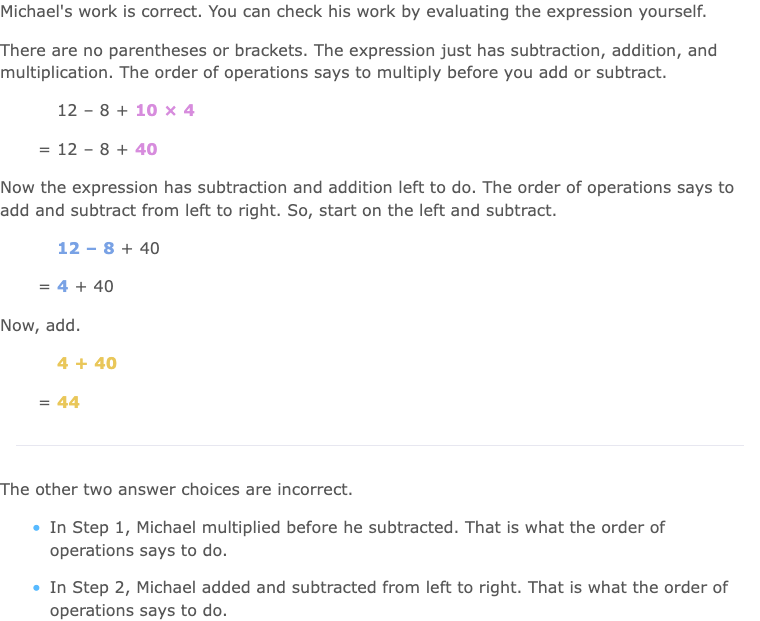 Michael's work is correct. You can check his work by evaluating the expression yourself.
There are no parentheses or brackets. The expression just has subtraction, addition, and
multiplication. The order of operations says to multiply before you add or subtract.
12 – 8 + 10 × 4
= 12 – 8 + 40
Now the expression has subtraction and addition left to do. The order of operations says to
add and subtract from left to right. So, start on the left and subtract.
12 – 8 + 40
= 4 + 40
Now, add.
4 + 40
= 44
The other two answer choices are incorrect.
• In Step 1, Michael multiplied before he subtracted. That is what the order of
operations says to do.
• In Step 2, Michael added and subtracted from left to right. That is what the order of
operations says to do.